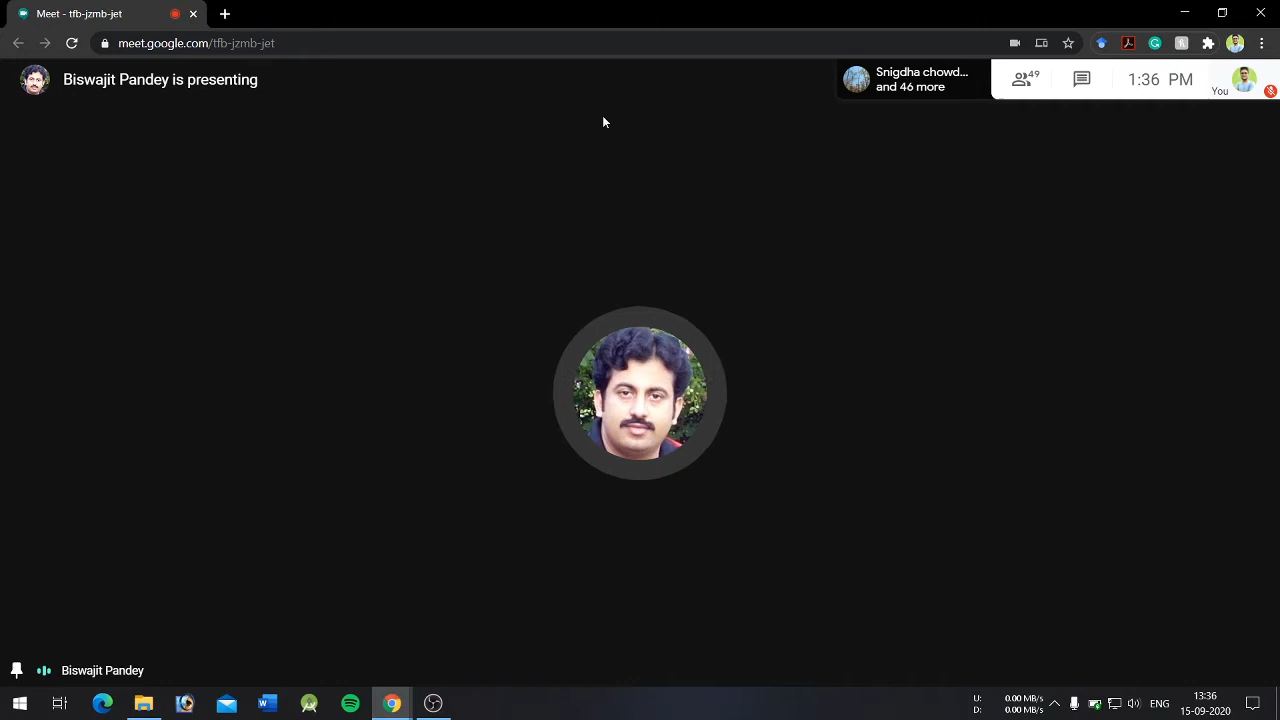 Meet - tfb-jzmb-jet
meet.google.com/tfb-jzmb-jet
Biswajit Pandey is presenting
Snigdha chowd...
and 46 more
49
1:36 PM
You
Biswajit Pandey
U: 0.00 MB/s
D: 0.00 MB/s
ENG
13:36
15-09-2020